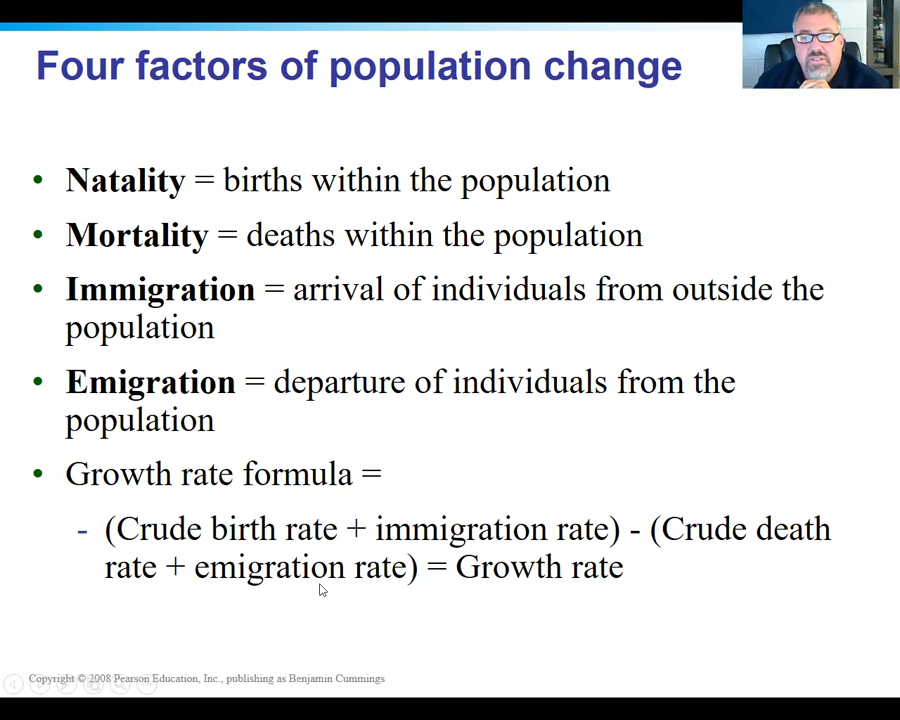 Four factors of population change
• Natality = births within the population
• Mortality = deaths within the population
• Immigration = arrival of individuals from outside the
population
• Emigration = departure of individuals from the
population
• Growth rate formula =
- (Crude birth rate + immigration rate) - (Crude death
rate + emigration rate) = Growth rate
Copyright © 2008 Pearson Education, Inc., publishing as Benjamin Cummings